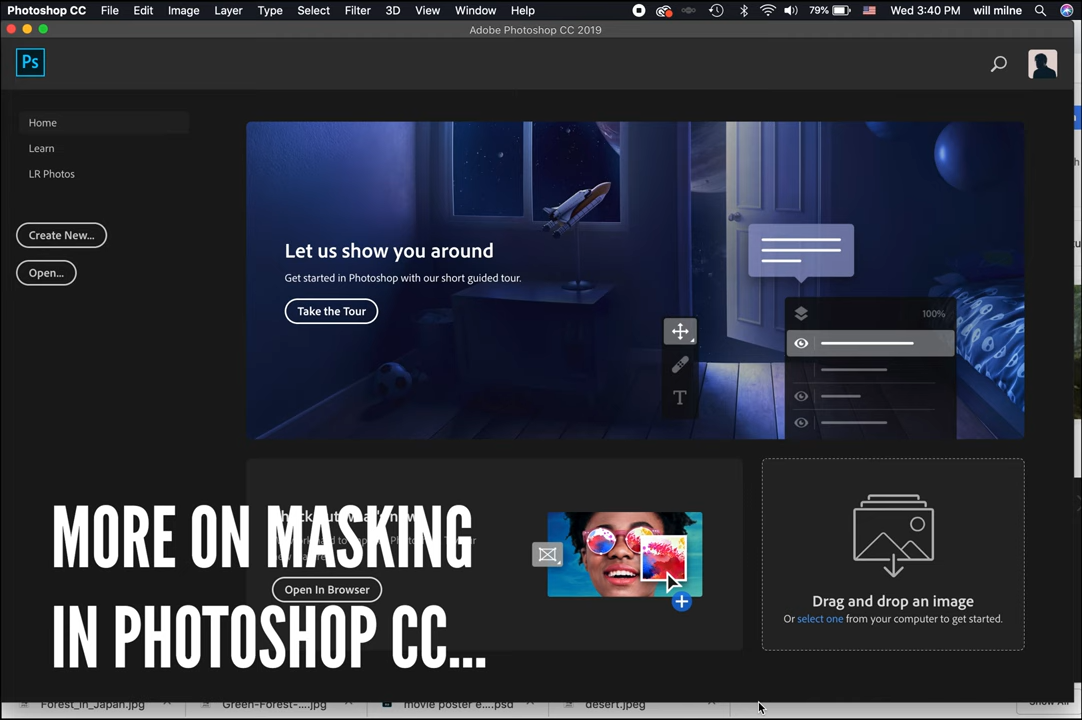 Photoshop CC File Edit Image Layer Type Select Filter 3D View Window Help 79% Wed 3:40 PM will milne
Adobe Photoshop CC 2019
Ps
Home
Learn
LR Photos
Create New...
Open...
Let us show you around
Get started in Photoshop with our short guided tour.
Take the Tour
100%
T
MORE ON MASKING
IN PHOTOSHOP CC...
Open In Browser
Drag and drop an image
Or select one from your computer to get started.
Forest_In_Japan.jpg Green-Forest-....jpg movie poster e....psd desert.jpeg Show All